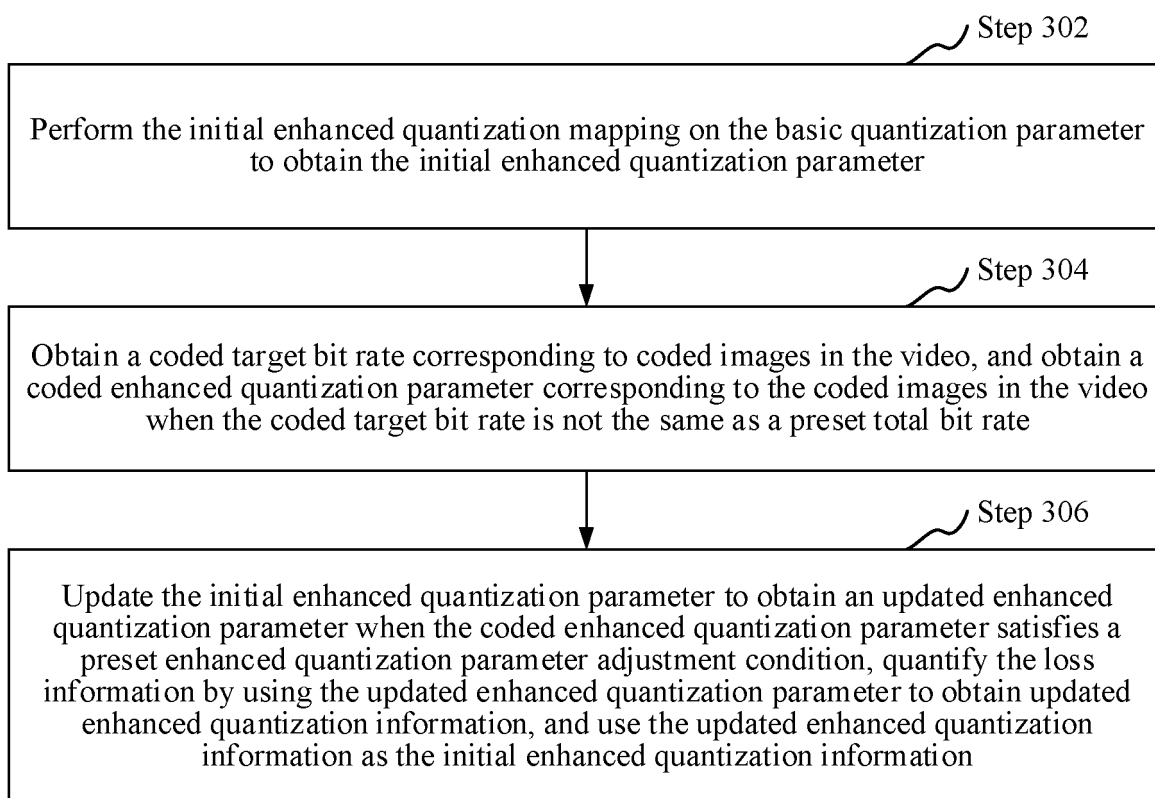 Step 302
Perform the initial enhanced quantization mapping on the basic quantization parameter
to obtain the initial enhanced quantization parameter
Step 304
Obtain a coded target bit rate corresponding to coded images in the video, and obtain a
coded enhanced quantization parameter corresponding to the coded images in the video
when the coded target bit rate is not the same as a preset total bit rate
Step 306
Update the initial enhanced quantization parameter to obtain an updated enhanced
quantization parameter when the coded enhanced quantization parameter satisfies a
preset enhanced quantization parameter adjustment condition, quantify the loss
information by using the updated enhanced quantization parameter to obtain updated
enhanced quantization information, and use the updated enhanced quantization
information as the initial enhanced quantization information